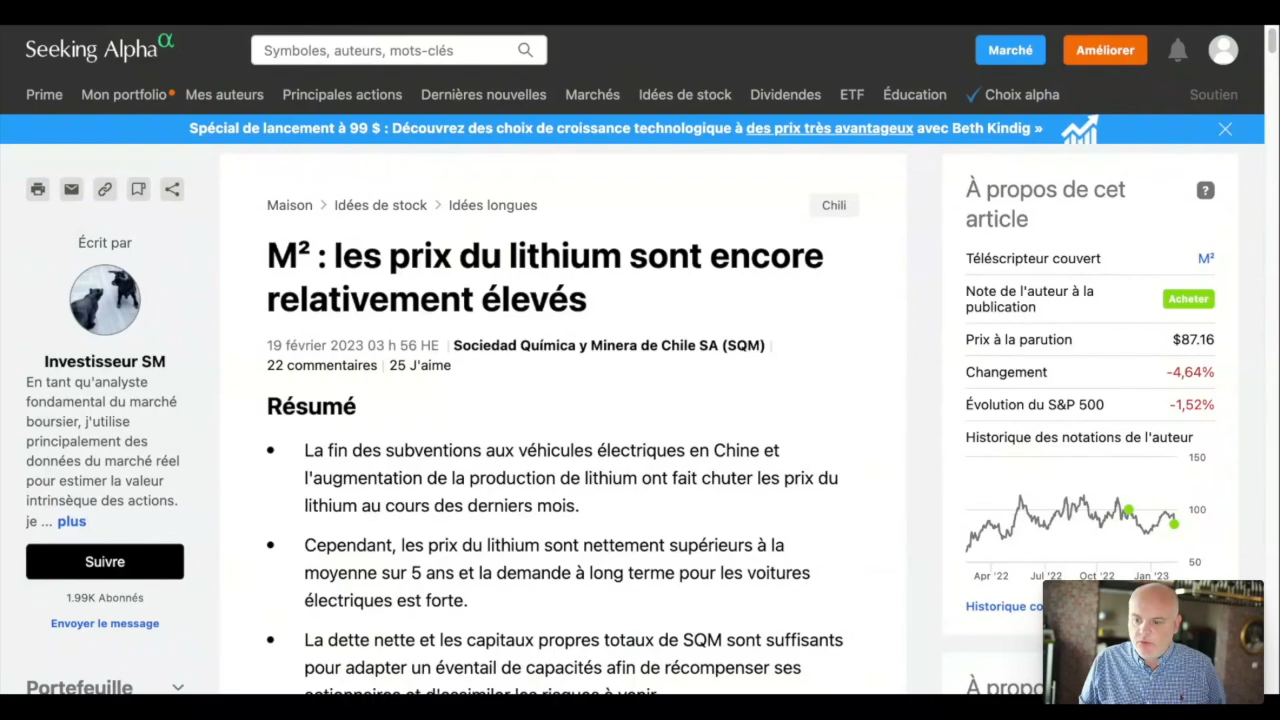 Seeking Alphaα
Symboles, auteurs, mots-clés
Marché
Améliorer
Prime Mon portfolio Mes auteurs Principales actions Dernières nouvelles Marchés Idées de stock Dividendes ETF Éducation Choix alpha Soutien
Spécial de lancement à 99 $ : Découvrez des choix de croissance technologique à des prix très avantageux avec Beth Kindig »
Écrit par
Investisseur SM
En tant qu'analyste
fondamental du marché
boursier, j'utilise
principalement des
données du marché réel
pour estimer la valeur
intrinsèque des actions.
je ... plus
Suivre
1.99K Abonnés
Envoyer le message
Portefeuille
Maison > Idées de stock > Idées longues
Chili
M² : les prix du lithium sont encore
relativement élevés
19 février 2023 03 h 56 HE | Sociedad Química y Minera de Chile SA (SQM) |
22 commentaires | 25 J'aime
Résumé
• La fin des subventions aux véhicules électriques en Chine et
l'augmentation de la production de lithium ont fait chuter les prix du
lithium au cours des derniers mois.
• Cependant, les prix du lithium sont nettement supérieurs à la
moyenne sur 5 ans et la demande à long terme pour les voitures
électriques est forte.
• La dette nette et les capitaux propres totaux de SQM sont suffisants
pour adapter un éventail de capacités afin de récompenser ses
actionnaires et d'assimiler les risques à venir.
À propos de cet
article
?
Téléscripteur couvert M²
Note de l'auteur à la
publication
Acheter
Prix à la parution $87.16
Changement -4,64%
Évolution du S&P 500 -1,52%
Historique des notations de l'auteur
150
100
50
Apr '22 Jul '22 Oct '22 Jan '23
Historique
À propos